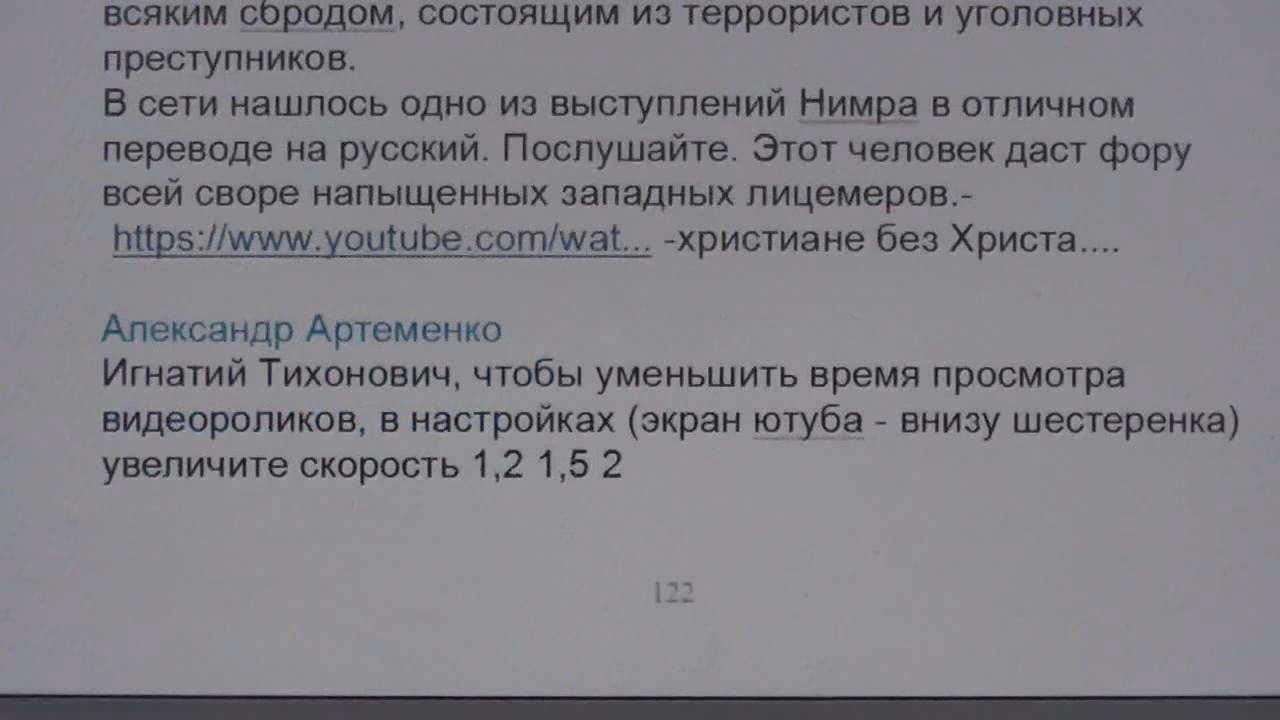 всяким сбродом, состоящим из террористов и уголовных
преступников.
В сети нашлось одно из выступлений Нимра в отличном
переводе на русский. Послушайте. Этот человек даст фору
всей своре напыщенных западных лицемеров.-
https://www.youtube.com/wat... -христиане без Христа....
Александр Артеменко
Игнатий Тихонович, чтобы уменьшить время просмотра
видеороликов, в настройках (экран ютуба - внизу шестеренка)
увеличите скорость 1,2 1,5 2
122